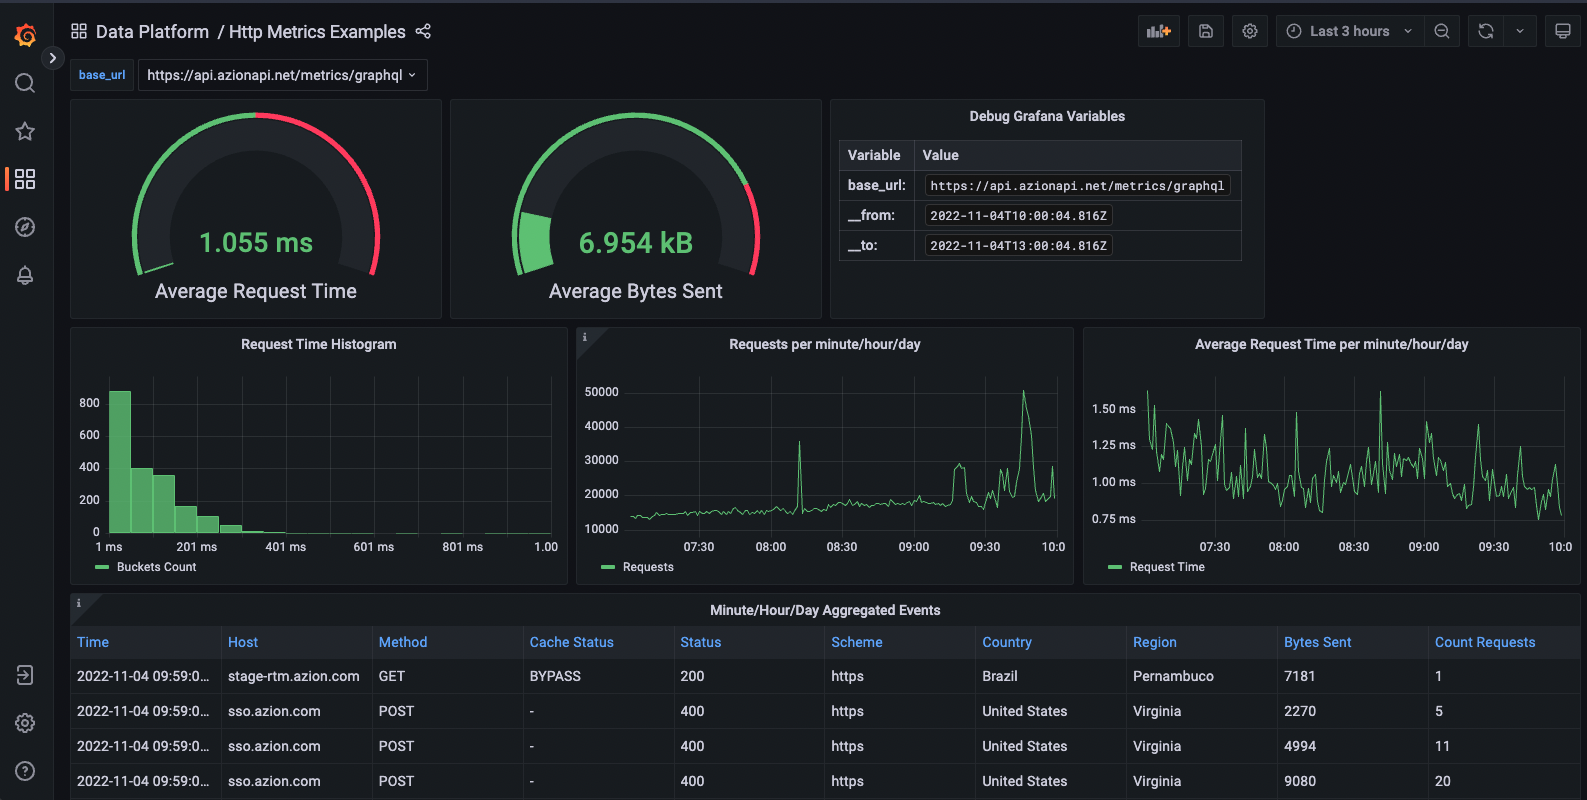 Data Platform / Http Metrics Examples
Last 3 hours
base_url https://api.azionapi.net/metrics/graphql
1.055 ms
Average Request Time
6.954 kB
Average Bytes Sent
Debug Grafana Variables
Variable Value
base_url: https://api.azionapi.net/metrics/graphql
__from: 2022-11-04T10:00:04.816Z
__to: 2022-11-04T13:00:04.816Z
Request Time Histogram
800
600
400
200
0
1 ms 201 ms 401 ms 601 ms 801 ms 1.00
Buckets Count
i
Requests per minute/hour/day
50000
40000
30000
20000
10000
07:30 08:00 08:30 09:00 09:30 10:0
Requests
Average Request Time per minute/hour/day
1.50 ms
1.25 ms
1.00 ms
0.75 ms
07:30 08:00 08:30 09:00 09:30 10:0
Request Time
i
Minute/Hour/Day Aggregated Events
Time Host Method Cache Status Status Scheme Country Region Bytes Sent Count Requests
2022-11-04 09:59:0... stage-rtm.azion.com GET BYPASS 200 https Brazil Pernambuco 7181 1
2022-11-04 09:59:0... sso.azion.com POST - 400 https United States Virginia 2270 5
2022-11-04 09:59:0... sso.azion.com POST - 400 https United States Virginia 4994 11
2022-11-04 09:59:0... sso.azion.com POST - 400 https United States Virginia 9080 20